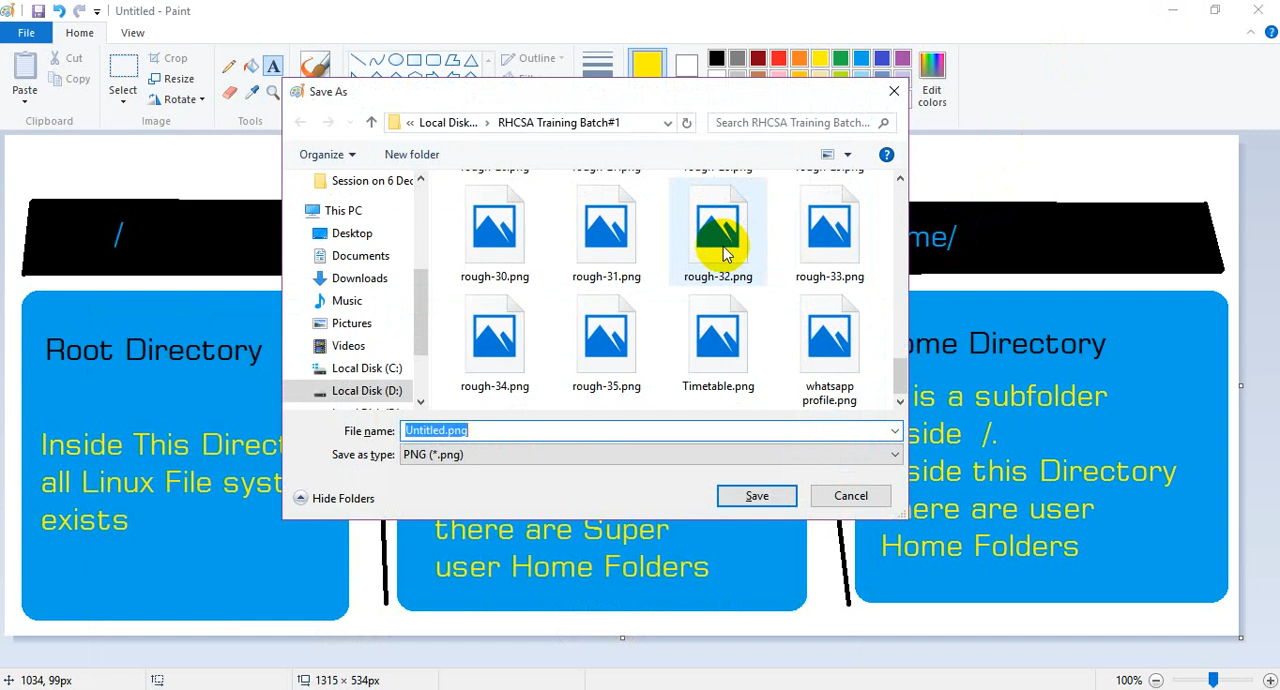 Untitled - Paint
File Home View
Paste
Cut
Copy
Clipboard
Select
Crop
Resize
Rotate
Image
Tools
Outline
Edit
colors
Save As
« Local Disk... › RHCSA Training Batch#1
Search RHCSA Training Batch...
Organize
New folder
Session on 6 Dec
This PC
Desktop
Documents
Downloads
Music
Pictures
Videos
Local Disk (C:)
Local Disk (D:)
rough-30.png
rough-31.png
rough-32.png
rough-33.png
rough-34.png
rough-35.png
Timetable.png
whatsapp
profile.png
File name: Untitled.png
Save as type: PNG (*.png)
Hide Folders
Save
Cancel
/
Root Directory
Inside This Direc
all Linux File syst
exists
there are Super
user Home Folders
me/
ome Directory
is a subfolder
side /.
side this Directory
here are user
Home Folders
1034, 99px
1315 × 534px
100%